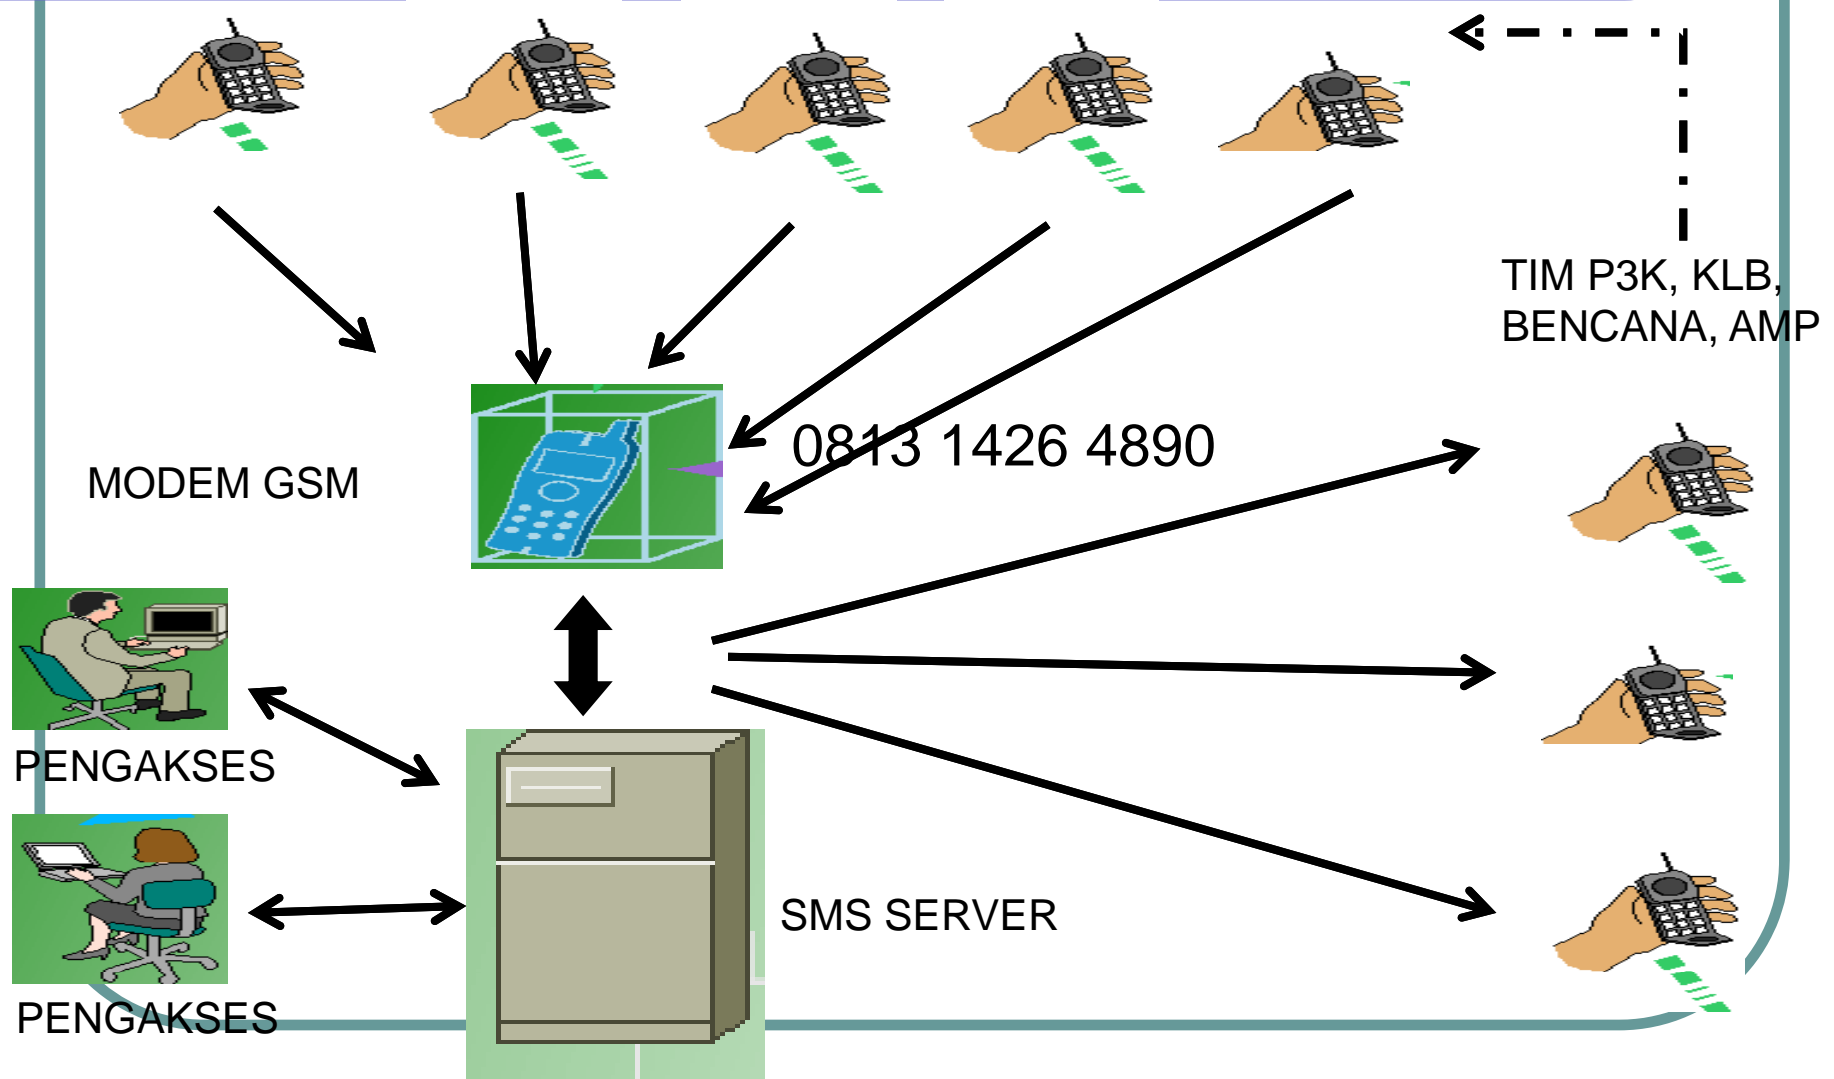 TIM P3K, KLB,
BENCANA, AMP
0813 1426 4890
MODEM GSM
PENGAKSES
SMS SERVER
PENGAKSES